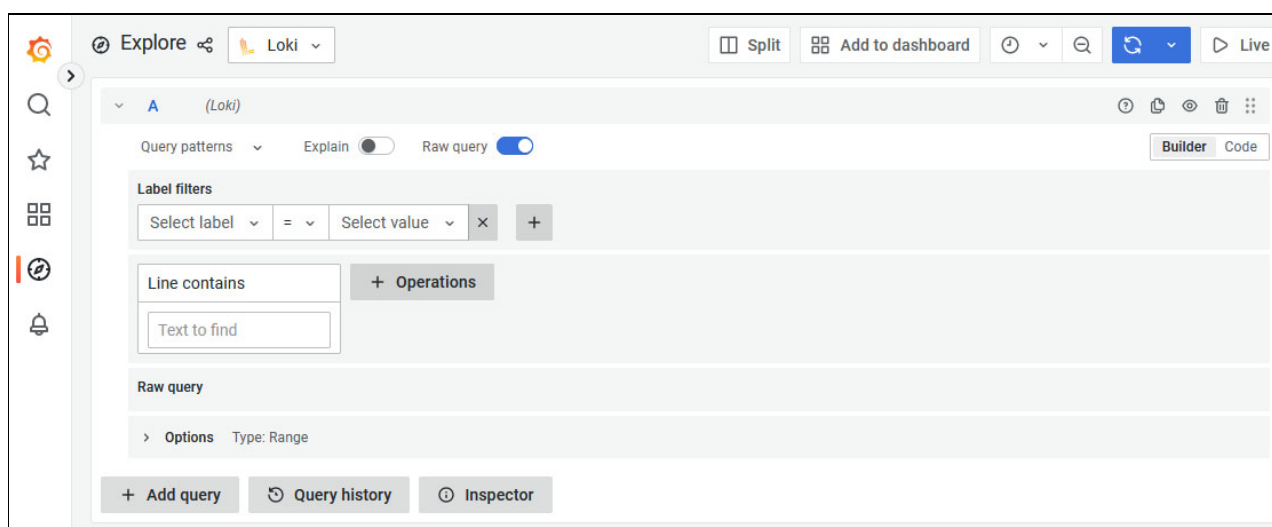 Explore Loki Split Add to dashboard Live
A (Loki)
Query patterns Explain Raw query Builder Code
Label filters
Select label = Select value × +
Line contains + Operations
Text to find
Raw query
> Options Type: Range
+ Add query Query history Inspector